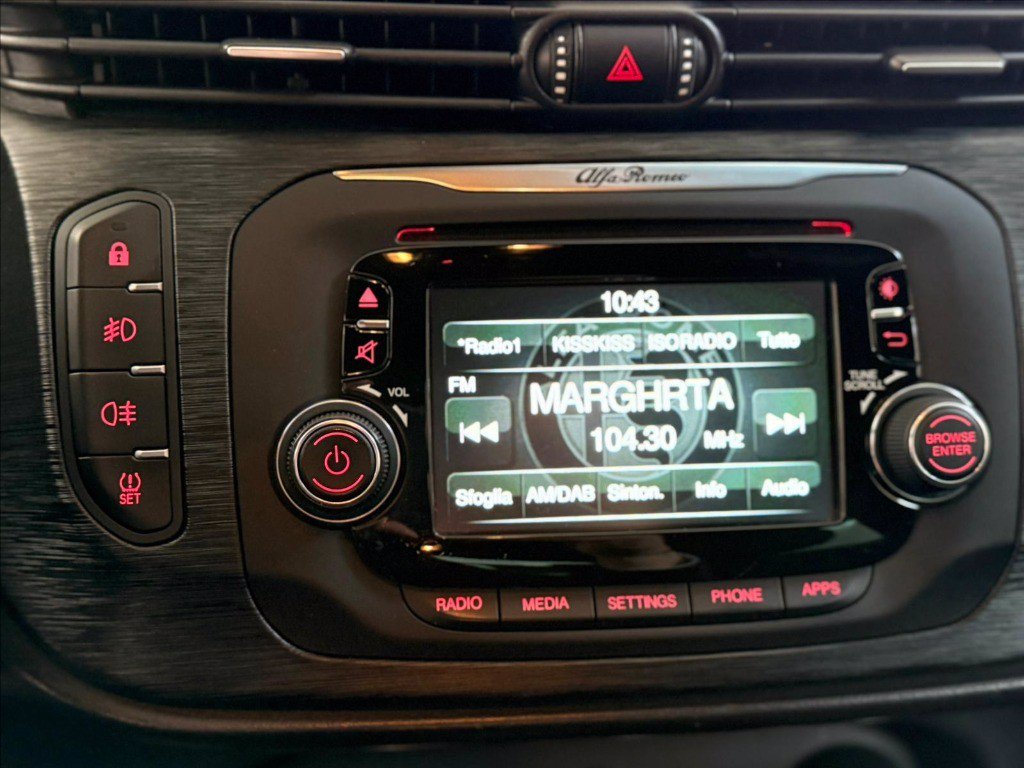 Alfa Romeo
10:43
*Radio1 KISSKISS ISORADIO Tutto
FM
MARGHRTA
104.30 MHz
Sfoglia AM/DAB Sinton. Info Audio
VOL
TUNE
SCROLL
BROWSE
ENTER
SET
RADIO MEDIA SETTINGS PHONE APPS